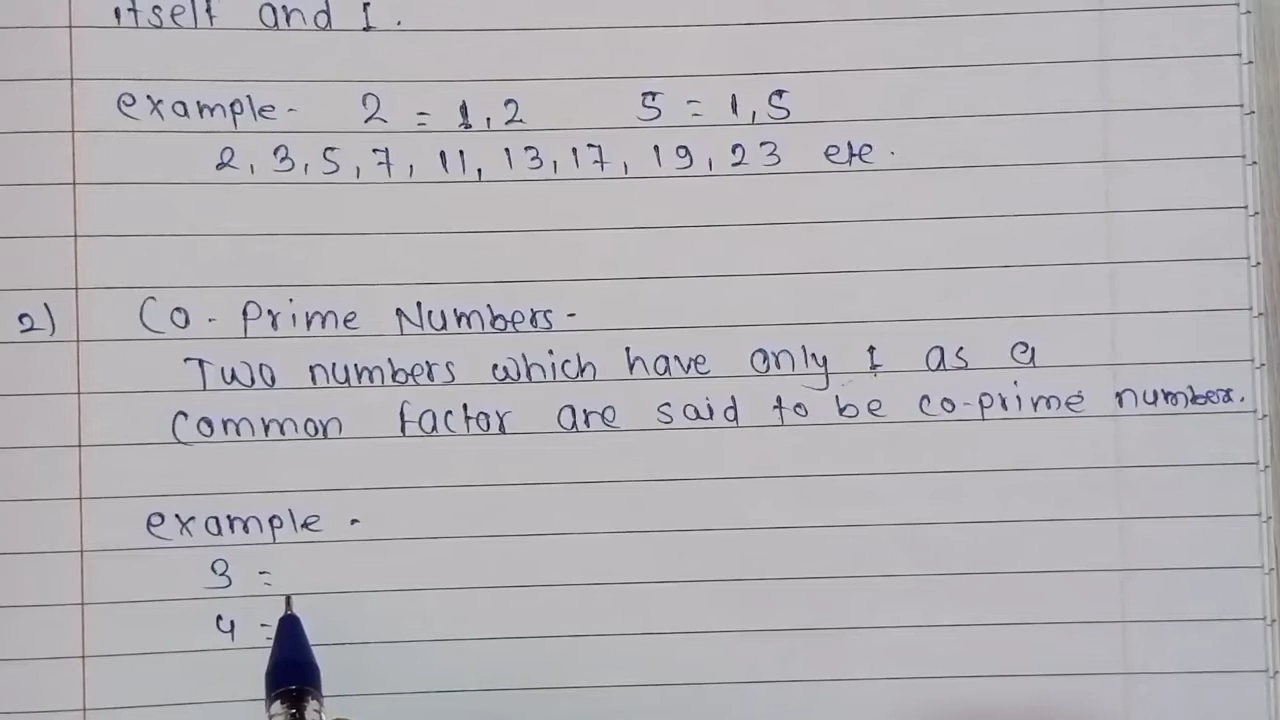 itself and 1.
example- 2 = 1,2 5 = 1,5
2, 3, 5, 7, 11, 13, 17, 19, 23 etc.
2) Co-Prime Numbers-
Two numbers which have only 1 as a
common factor are said to be co-prime number.
example-
3 =
4 =